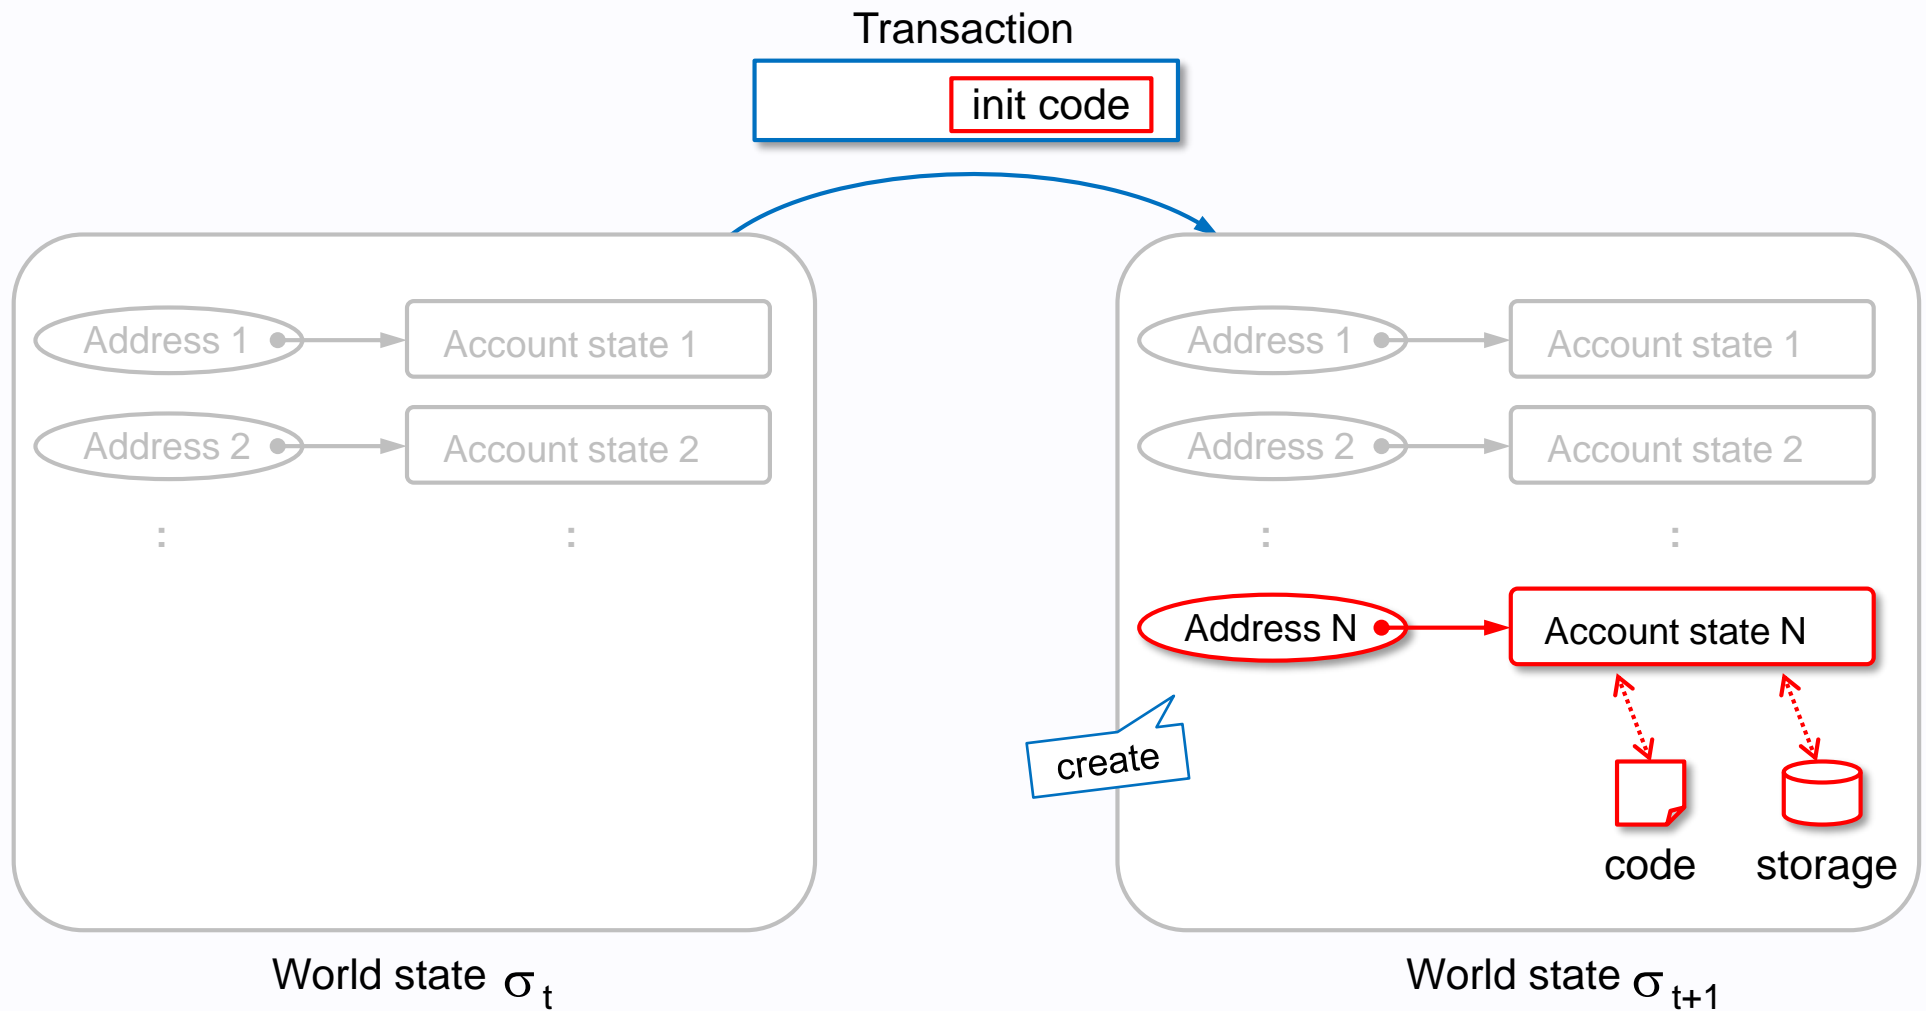 Transaction
init code
Address 1
Account state 1
Address 2
Account state 2
:
:
World state σ t
Address 1
Account state 1
Address 2
Account state 2
:
:
Address N
Account state N
create
code
storage
World state σ t+1